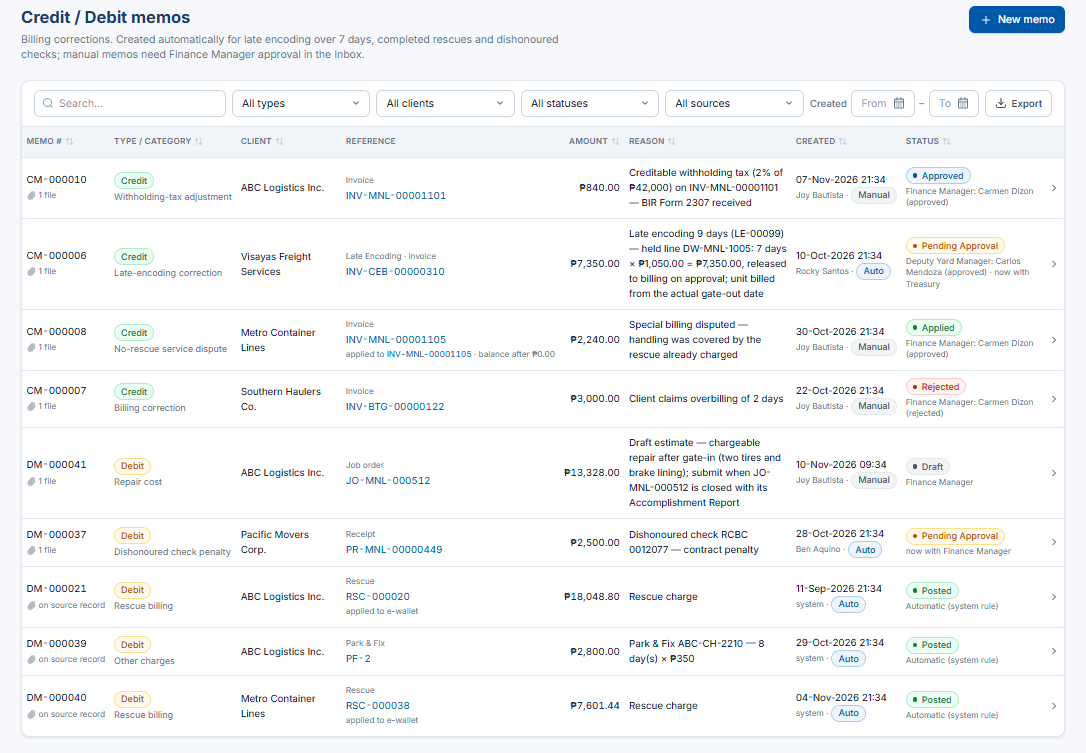 Credit / Debit memos
+ New memo
Billing corrections. Created automatically for late encoding over 7 days, completed rescues and dishonoured
checks; manual memos need Finance Manager approval in the Inbox.
Search... All types All clients All statuses All sources Created From – To Export
MEMO # TYPE / CATEGORY CLIENT REFERENCE AMOUNT REASON CREATED STATUS
CM-000010
1 file
Credit
Withholding-tax adjustment
ABC Logistics Inc.
Invoice
INV-MNL-00001101
₱840.00
Creditable withholding tax (2% of
₱42,000) on INV-MNL-00001101
— BIR Form 2307 received
07-Nov-2026 21:34
Joy Bautista · Manual
Approved
Finance Manager: Carmen Dizon
(approved)
CM-000006
1 file
Credit
Late-encoding correction
Visayas Freight
Services
Late Encoding · Invoice
INV-CEB-00000310
₱7,350.00
Late encoding 9 days (LE-00099)
— held line DW-MNL-1005: 7 days
× ₱1,050.00 = ₱7,350.00, released
to billing on approval; unit billed
from the actual gate-out date
10-Oct-2026 21:34
Rocky Santos · Auto
Pending Approval
Deputy Yard Manager: Carlos
Mendoza (approved) · now with
Treasury
CM-000008
1 file
Credit
No-rescue service dispute
Metro Container
Lines
Invoice
INV-MNL-00001105
applied to INV-MNL-00001105 · balance after ₱0.00
₱2,240.00
Special billing disputed —
handling was covered by the
rescue already charged
30-Oct-2026 21:34
Joy Bautista · Manual
Applied
Finance Manager: Carmen Dizon
(approved)
CM-000007
1 file
Credit
Billing correction
Southern Haulers
Co.
Invoice
INV-BTG-00000122
₱3,000.00
Client claims overbilling of 2 days
22-Oct-2026 21:34
Joy Bautista · Manual
Rejected
Finance Manager: Carmen Dizon
(rejected)
DM-000041
1 file
Debit
Repair cost
ABC Logistics Inc.
Job order
JO-MNL-000512
₱13,328.00
Draft estimate — chargeable
repair after gate-in (two tires and
brake lining); submit when JO-
MNL-000512 is closed with its
Accomplishment Report
10-Nov-2026 09:34
Joy Bautista · Manual
Draft
Finance Manager
DM-000037
1 file
Debit
Dishonoured check penalty
Pacific Movers
Corp.
Receipt
PR-MNL-00000449
₱2,500.00
Dishonoured check RCBC
0012077 — contract penalty
28-Oct-2026 21:34
Ben Aquino · Auto
Pending Approval
now with Finance Manager
DM-000021
on source record
Debit
Rescue billing
ABC Logistics Inc.
Rescue
RSC-000020
applied to e-wallet
₱18,048.80
Rescue charge
11-Sep-2026 21:34
system · Auto
Posted
Automatic (system rule)
DM-000039
on source record
Debit
Other charges
ABC Logistics Inc.
Park & Fix
PF-2
₱2,800.00
Park & Fix ABC-CH-2210 — 8
day(s) × ₱350
29-Oct-2026 21:34
system · Auto
Posted
Automatic (system rule)
DM-000040
on source record
Debit
Rescue billing
Metro Container
Lines
Rescue
RSC-000038
applied to e-wallet
₱7,601.44
Rescue charge
04-Nov-2026 21:34
system · Auto
Posted
Automatic (system rule)